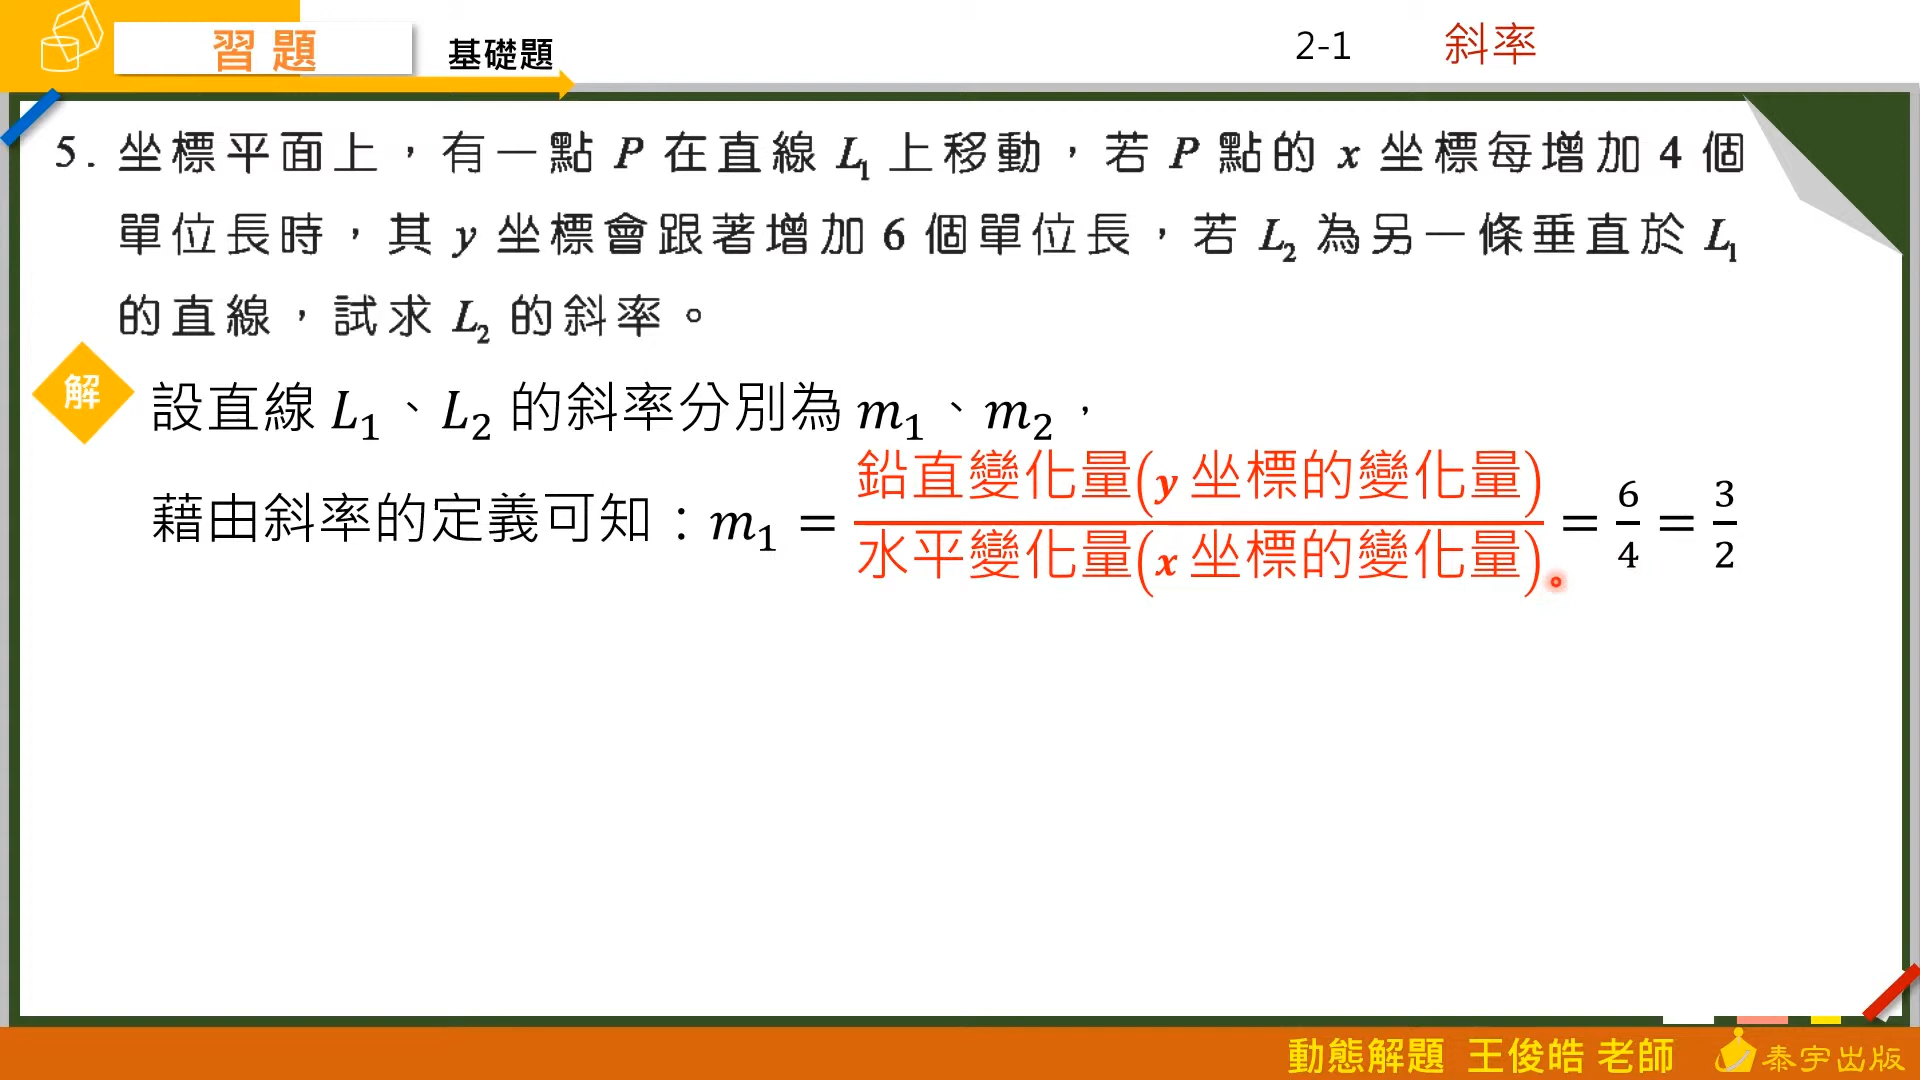 習題 基礎題 2-1 斜率
5. 坐標平面上，有一點 P 在直線 L₁ 上移動，若 P 點的 x 坐標每增加 4 個
單位長時，其 y 坐標會跟著增加 6 個單位長，若 L₂ 為另一條垂直於 L₁
的直線，試求 L₂ 的斜率。
解 設直線 L₁、L₂ 的斜率分別為 m₁、m₂，
藉由斜率的定義可知：m₁ = 鉛直變化量(y 坐標的變化量)/水平變化量(x 坐標的變化量) = 6/4 = 3/2
動態解題 王俊皓 老師 泰宇出版